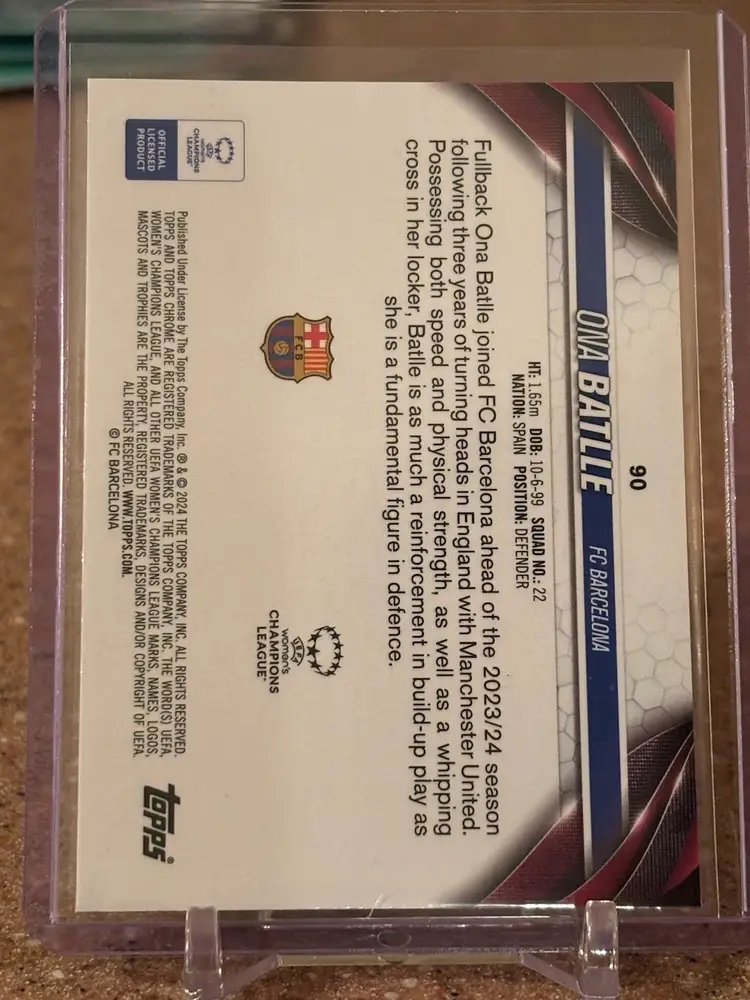 90
ONA BATLLE FC BARCELONA
HT: 1.65m DOB: 10-6-99 SQUAD NO.: 22
NATION: SPAIN POSITION: DEFENDER
Fullback Ona Batlle joined FC Barcelona ahead of the 2023/24 season
following three years of turning heads in England with Manchester United.
Possessing both speed and physical strength, as well as a whipping
cross in her locker, Batlle is as much a reinforcement in build-up play as
she is a fundamental figure in defence.
FCB
UEFA
women's
CHAMPIONS
LEAGUE™
UEFA
women's
CHAMPIONS
LEAGUE™
OFFICIAL
LICENSED
PRODUCT
Published Under License by The Topps Company, Inc. ® & © 2024 THE TOPPS COMPANY, INC. ALL RIGHTS RESERVED.
TOPPS AND TOPPS CHROME ARE REGISTERED TRADEMARKS OF THE TOPPS COMPANY, INC. THE WORD(S) UEFA,
WOMEN'S CHAMPIONS LEAGUE, AND ALL OTHER UEFA WOMEN'S CHAMPIONS LEAGUE MARKS, NAMES, LOGOS,
MASCOTS AND TROPHIES ARE THE PROPERTY, REGISTERED TRADEMARKS, DESIGNS AND/OR COPYRIGHT OF UEFA.
ALL RIGHTS RESERVED. WWW.TOPPS.COM.
© FC BARCELONA
topps®